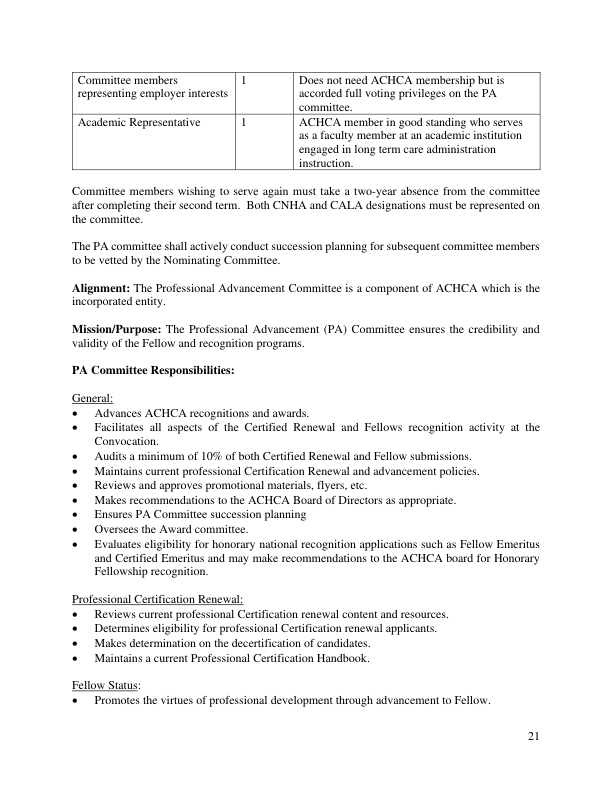 Committee members 1 Does not need ACHCA membership but is
representing employer interests accorded full voting privileges on the PA
committee.
Academic Representative 1 ACHCA member in good standing who serves
as a faculty member at an academic institution
engaged in long term care administration
instruction.
Committee members wishing to serve again must take a two-year absence from the committee
after completing their second term. Both CNHA and CALA designations must be represented on
the committee.
The PA committee shall actively conduct succession planning for subsequent committee members
to be vetted by the Nominating Committee.
Alignment: The Professional Advancement Committee is a component of ACHCA which is the
incorporated entity.
Mission/Purpose: The Professional Advancement (PA) Committee ensures the credibility and
validity of the Fellow and recognition programs.
PA Committee Responsibilities:
General:
• Advances ACHCA recognitions and awards.
• Facilitates all aspects of the Certified Renewal and Fellows recognition activity at the
Convocation.
• Audits a minimum of 10% of both Certified Renewal and Fellow submissions.
• Maintains current professional Certification Renewal and advancement policies.
• Reviews and approves promotional materials, flyers, etc.
• Makes recommendations to the ACHCA Board of Directors as appropriate.
• Ensures PA Committee succession planning
• Oversees the Award committee.
• Evaluates eligibility for honorary national recognition applications such as Fellow Emeritus
and Certified Emeritus and may make recommendations to the ACHCA board for Honorary
Fellowship recognition.
Professional Certification Renewal:
• Reviews current professional Certification renewal content and resources.
• Determines eligibility for professional Certification renewal applicants.
• Makes determination on the decertification of candidates.
• Maintains a current Professional Certification Handbook.
Fellow Status:
• Promotes the virtues of professional development through advancement to Fellow.
21